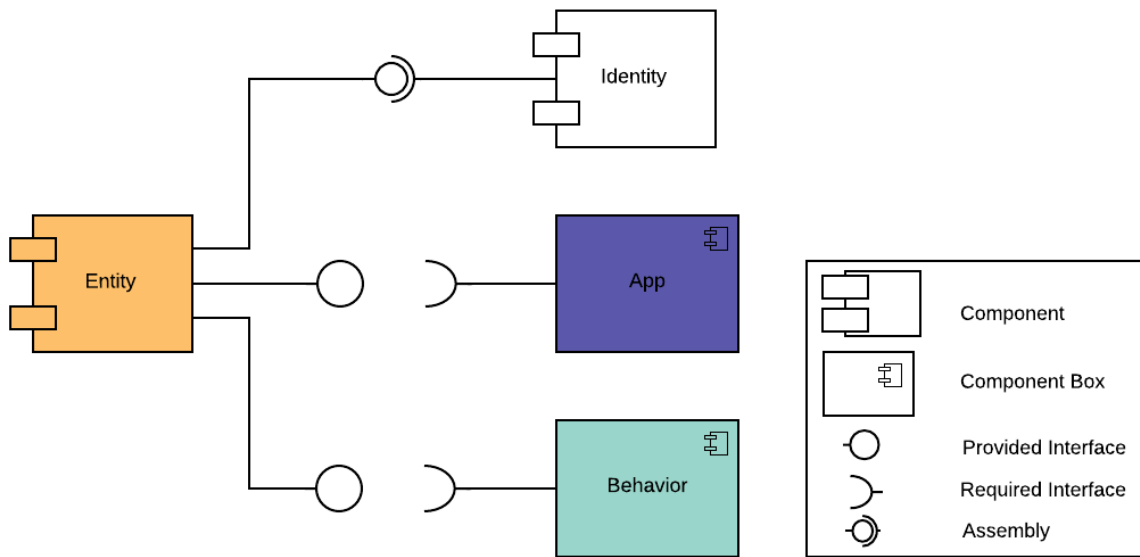 Identity
Entity
App
Behavior
Component
Component Box
Provided Interface
Required Interface
Assembly